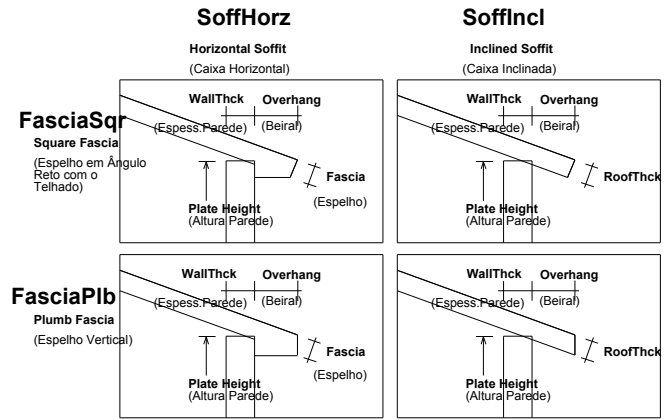 SoffHorz SoffIncl
Horizontal Soffit Inclined Soffit
(Caixa Horizontal) (Caixa Inclinada)
FasciaSqr
Square Fascia
(Espelho em Ângulo
Reto com o
Telhado)
WallThck Overhang
(Espess.Parede) (Beiral)
Fascia
(Espelho)
Plate Height
(Altura Parede)
WallThck Overhang
(Espess.Parede) (Beiral)
RoofThck
Plate Height
(Altura Parede)
FasciaPlb
Plumb Fascia
(Espelho Vertical)
WallThck Overhang
(Espess.Parede) (Beiral)
Fascia
(Espelho)
Plate Height
(Altura Parede)
WallThck Overhang
(Espess.Parede) (Beiral)
RoofThck
Plate Height
(Altura Parede)